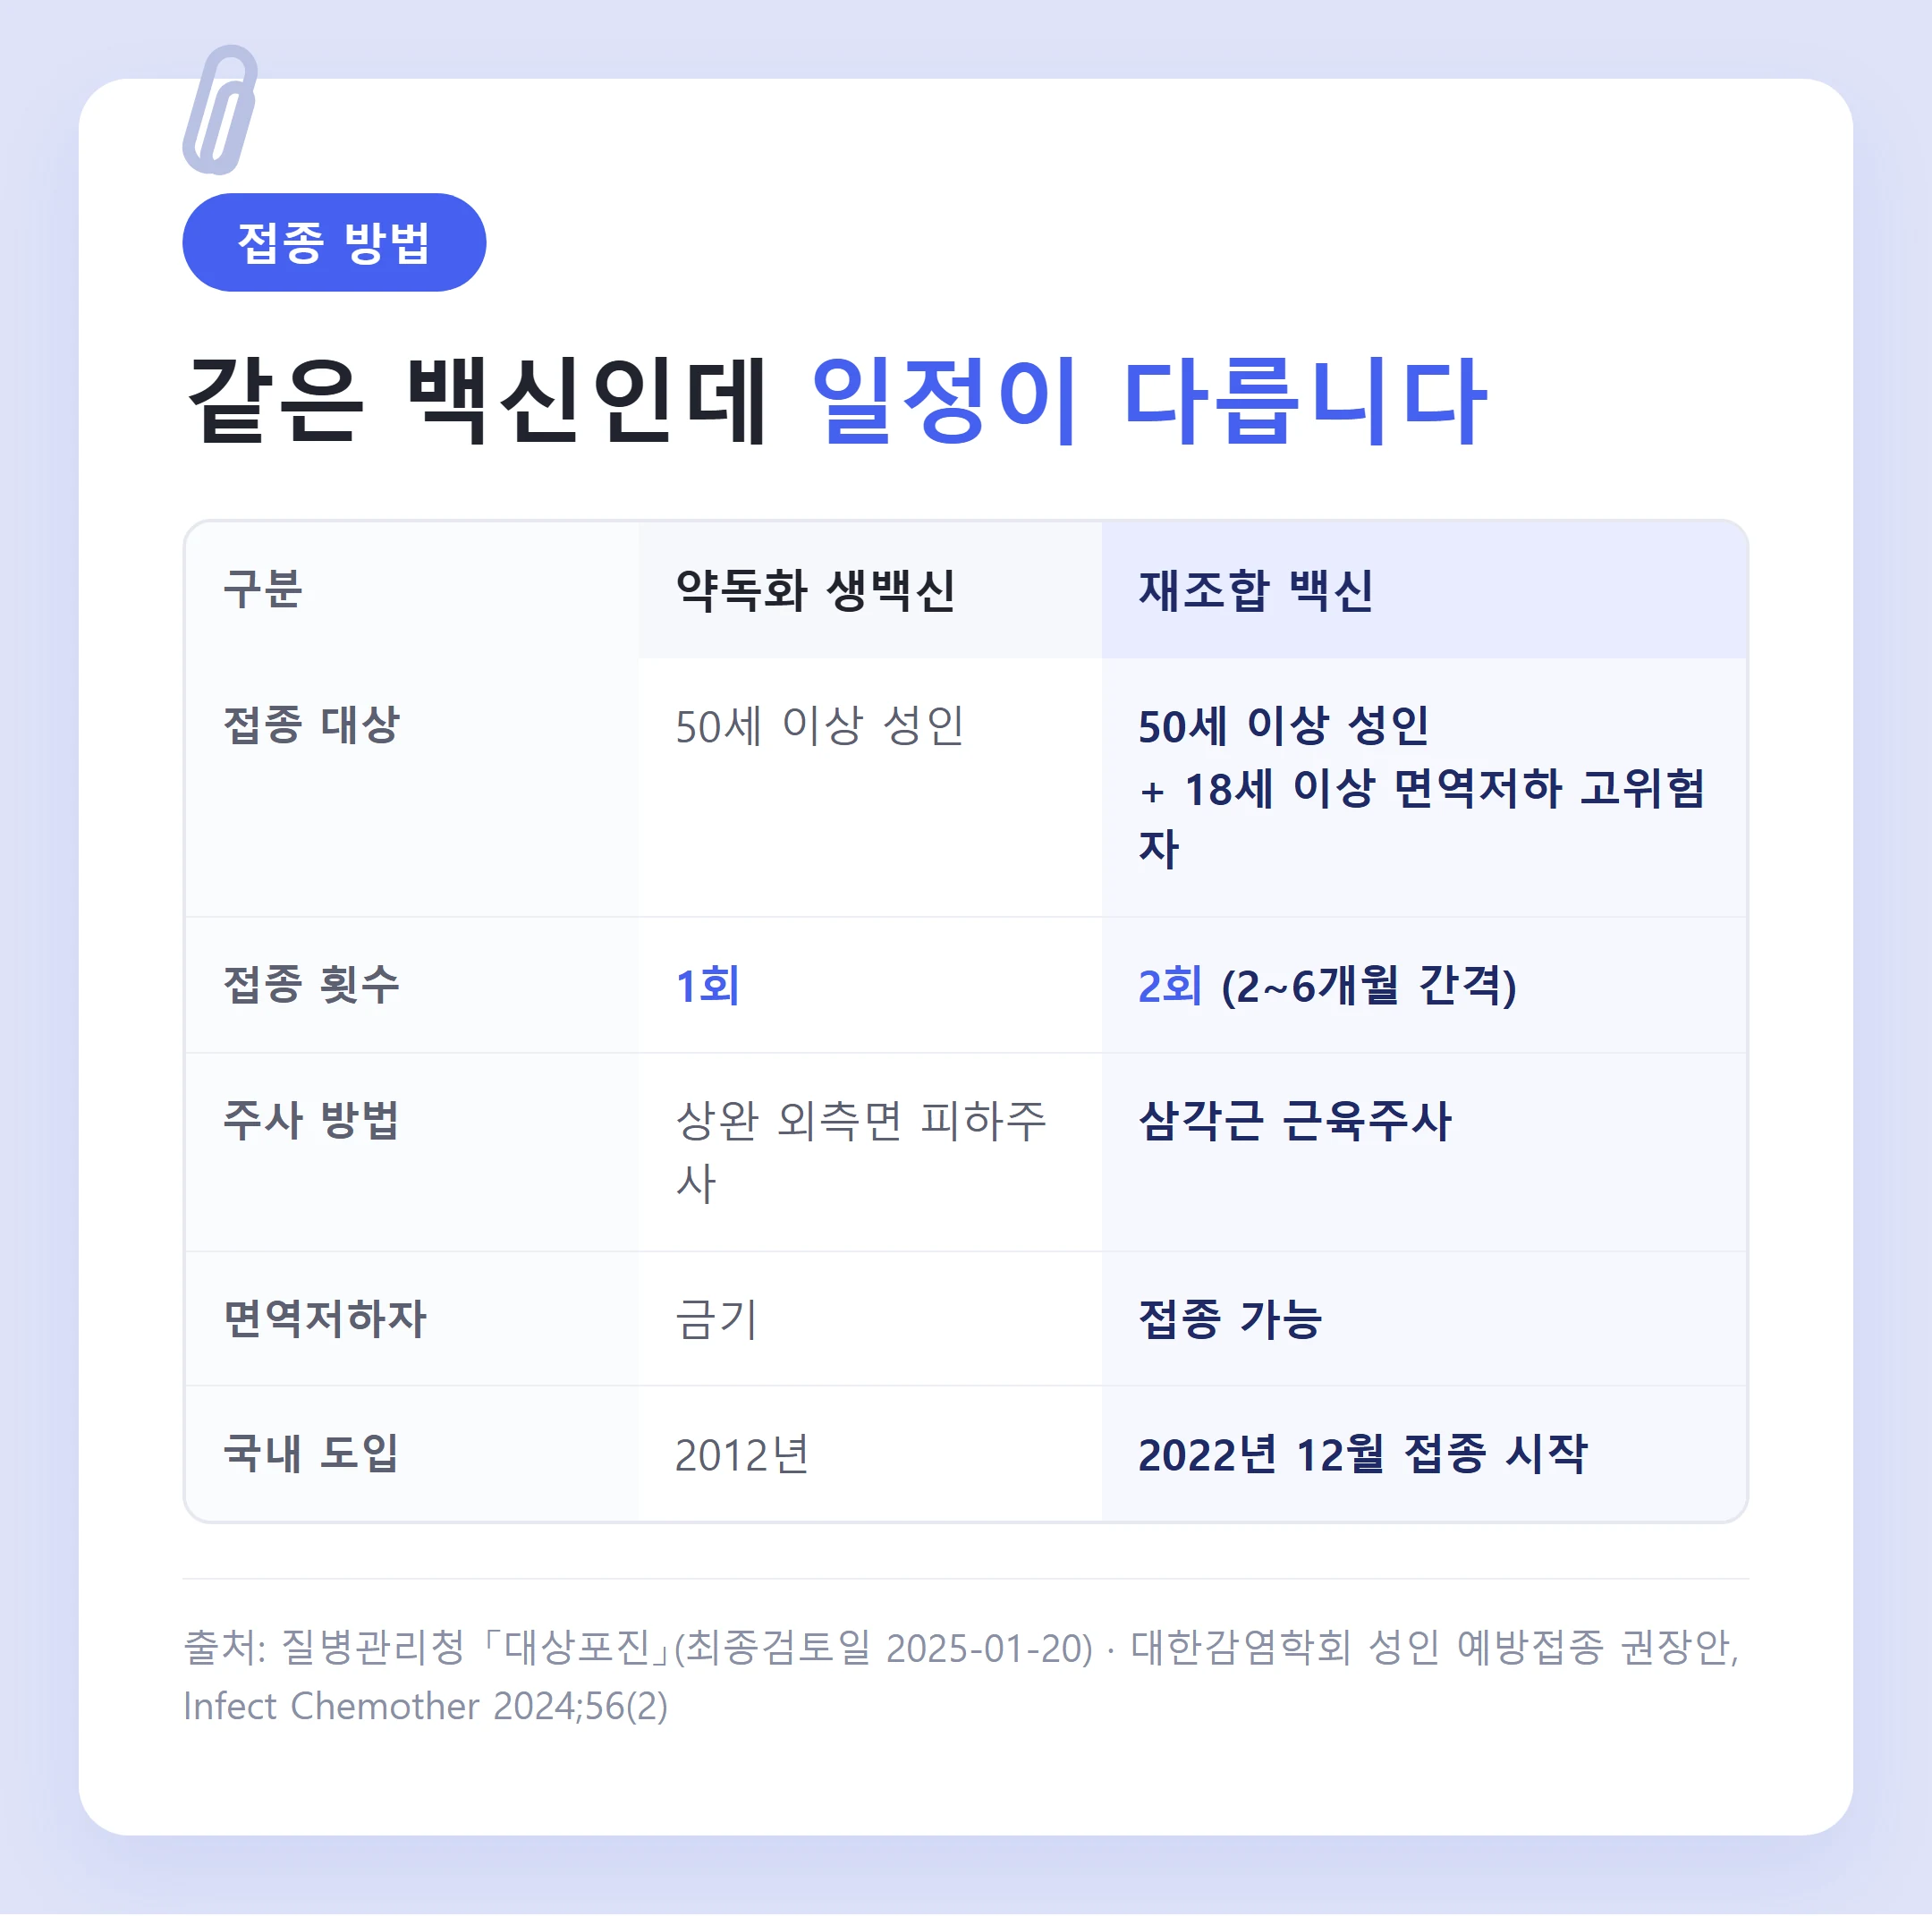 접종 방법
같은 백신인데 일정이 다릅니다
구분 약독화 생백신 재조합 백신
접종 대상 50세 이상 성인 50세 이상 성인
+ 18세 이상 면역저하 고위험
자
접종 횟수 1회 2회 (2~6개월 간격)
주사 방법 상완 외측면 피하주 삼각근 근육주사
사
면역저하자 금기 접종 가능
국내 도입 2012년 2022년 12월 접종 시작
출처: 질병관리청 「대상포진」(최종검토일 2025-01-20) · 대한감염학회 성인 예방접종 권장안,
Infect Chemother 2024;56(2)